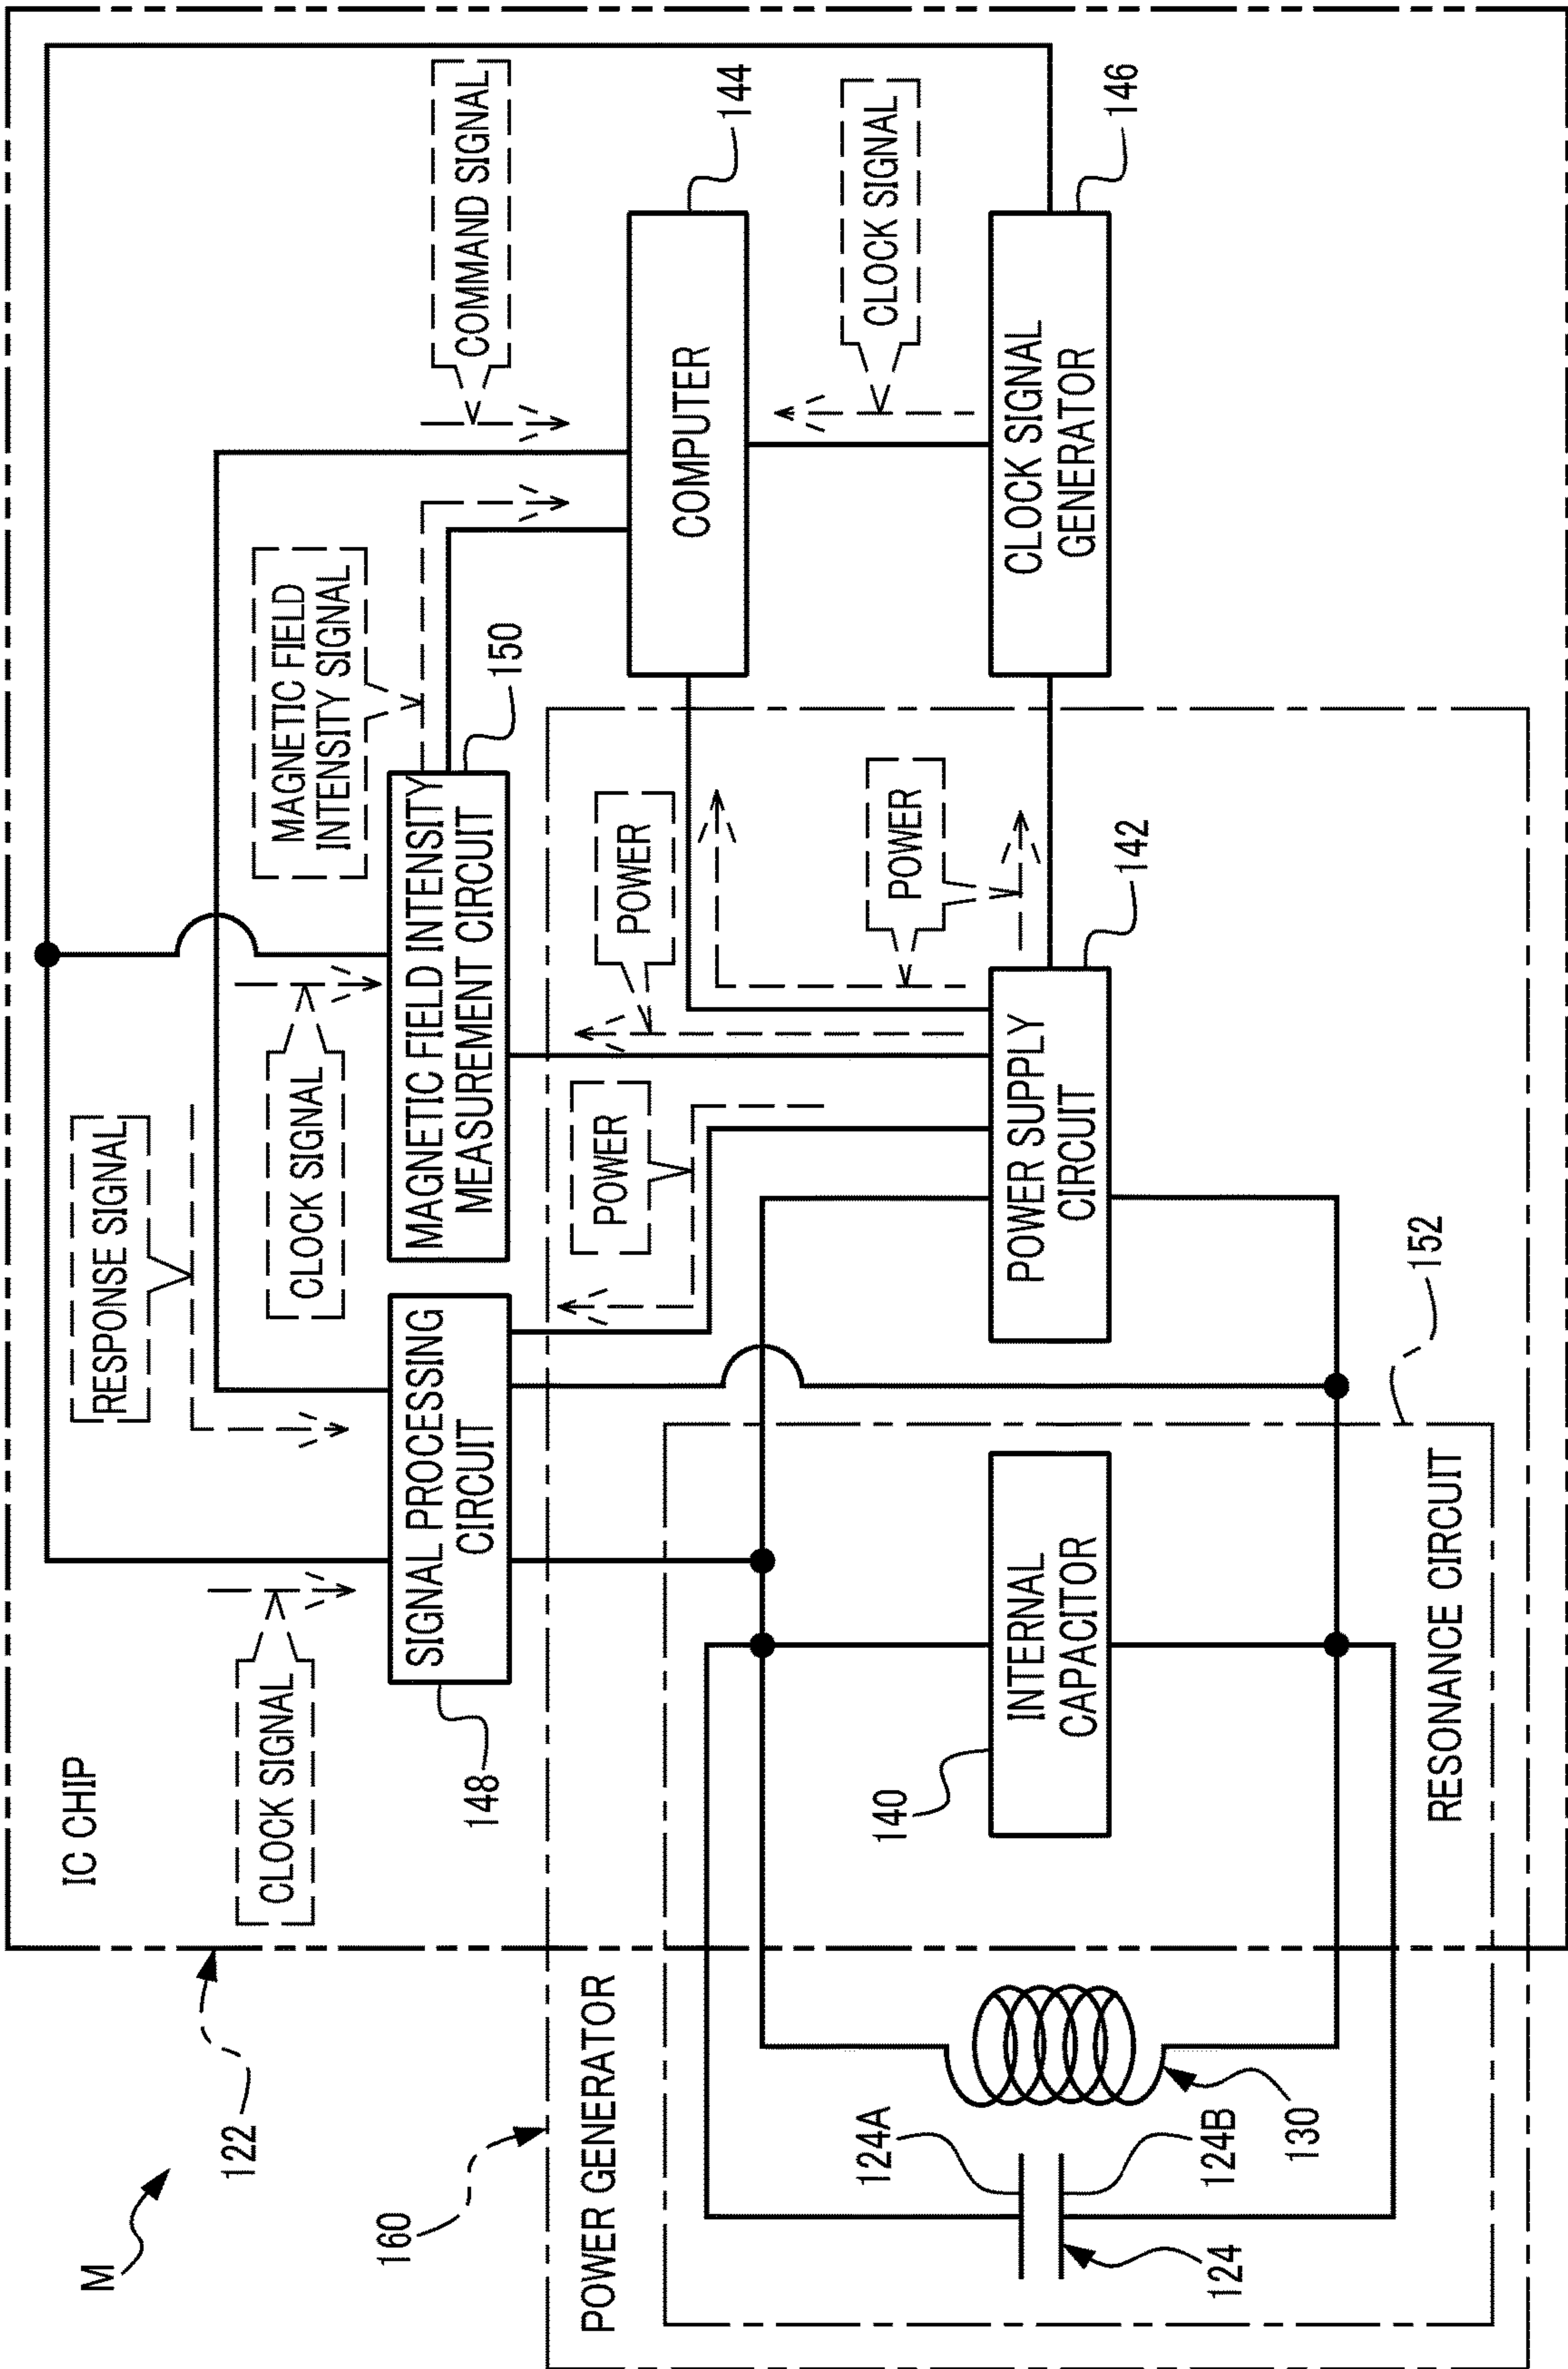 M
122
IC CHIP
CLOCK SIGNAL
RESPONSE SIGNAL
CLOCK SIGNAL
MAGNETIC FIELD
INTENSITY SIGNAL
COMMAND SIGNAL
148
SIGNAL PROCESSING
CIRCUIT
MAGNETIC FIELD INTENSITY
MEASUREMENT CIRCUIT
150
160
POWER GENERATOR
POWER
POWER
COMPUTER
144
124A
124B
124
130
140
INTERNAL
CAPACITOR
POWER SUPPLY
CIRCUIT
142
POWER
CLOCK SIGNAL
CLOCK SIGNAL
GENERATOR
146
RESONANCE CIRCUIT
152